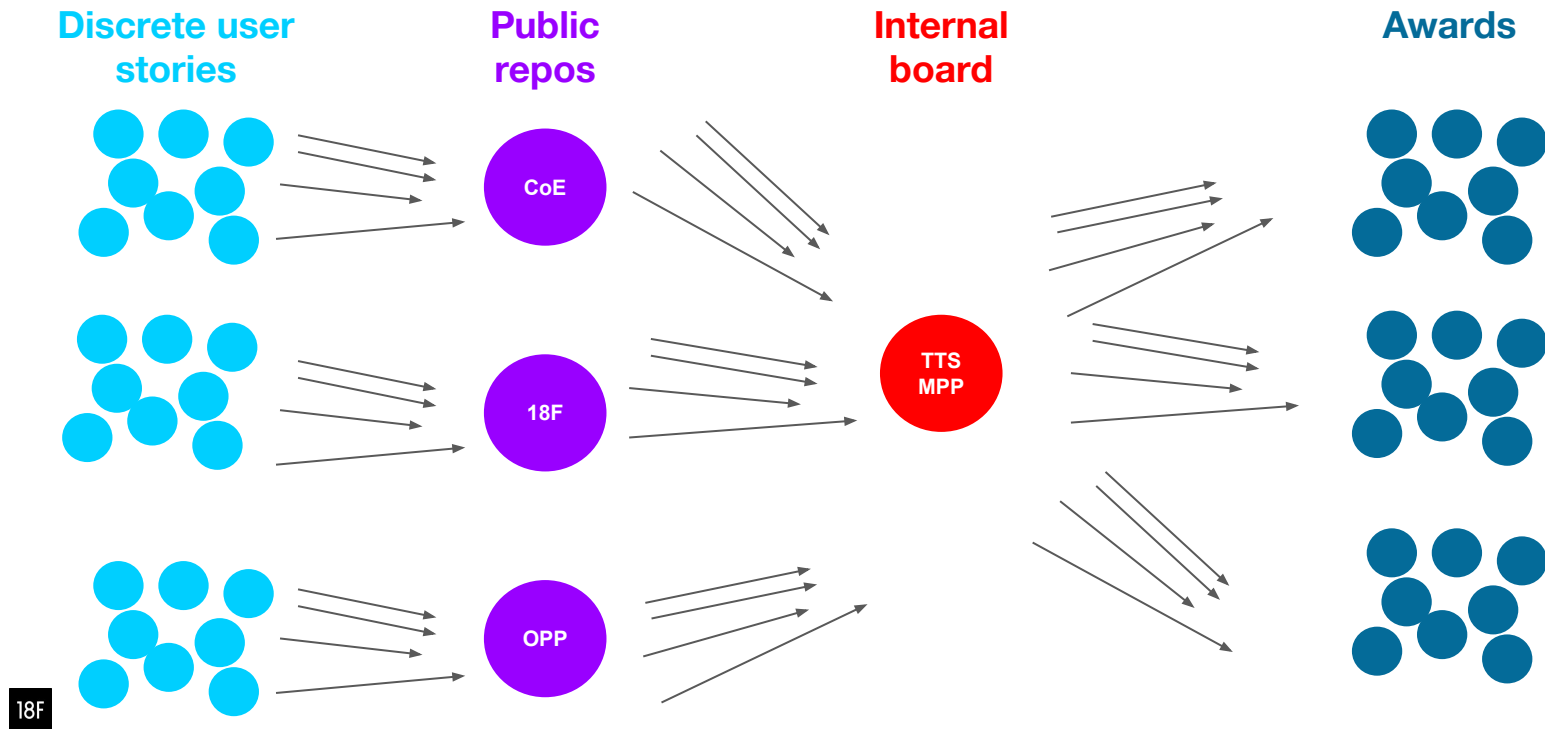 Discrete user
stories
Public
repos
Internal
board
Awards
CoE
18F
OPP
TTS
MPP
18F